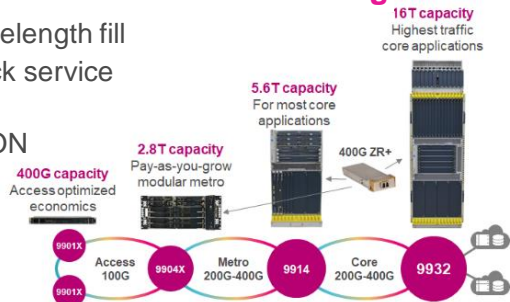 elength fill
ck service
ON
16T capacity
Highest traffic
core applications
5.6T capacity
For most core
applications
2.8T capacity
Pay-as-you-grow
modular metro
400G ZR+
400G capacity
Access optimized
economics
9901X
9901X
Access
100G
9904X
Metro
200G-400G
9914
Core
200G-400G
9932